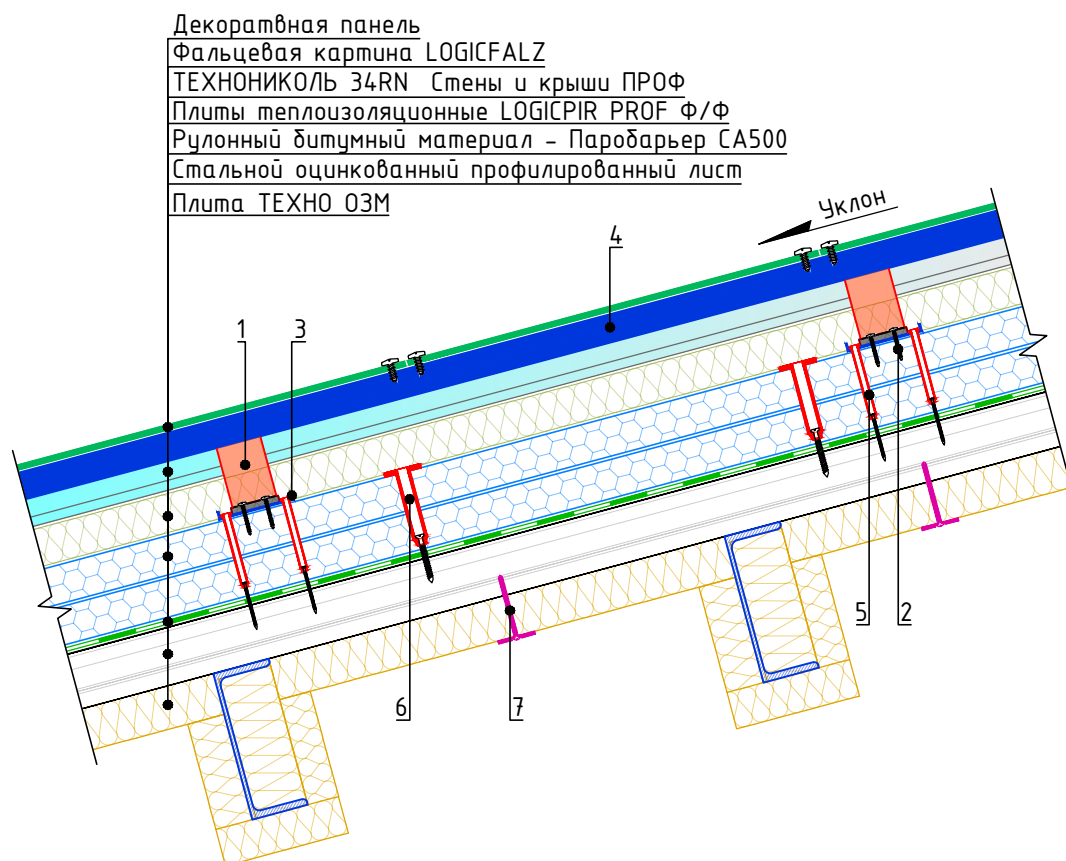 Декоратвная панель
Фальцевая картина LOGICFALZ
ТЕХНОНИКОЛЬ 34RN Стены и крыши ПРОФ
Плиты теплоизоляционные LOGICPIR PROF Ф/Ф
Рулонный битумный материал – Паробарьер СА500
Стальной оцинкованный профилированный лист
Плита ТЕХНО ОЗМ
Уклон
4
1
3
5
2
6
7